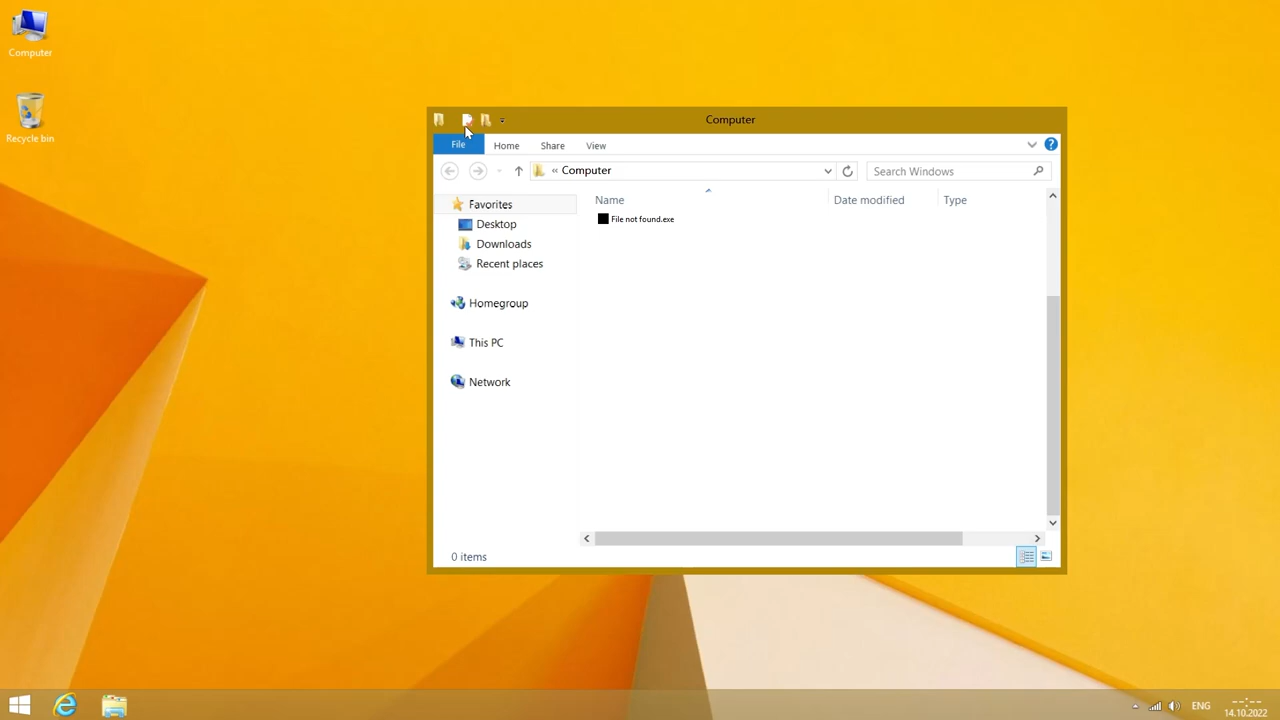 Computer
Recycle bin
Computer
File
Home
Share
View
?
« Computer
Search Windows
Name
Date modified
Type
File not found.exe
Favorites
Desktop
Downloads
Recent places
Homegroup
This PC
Network
0 items
ENG
--:--
14.10.2022